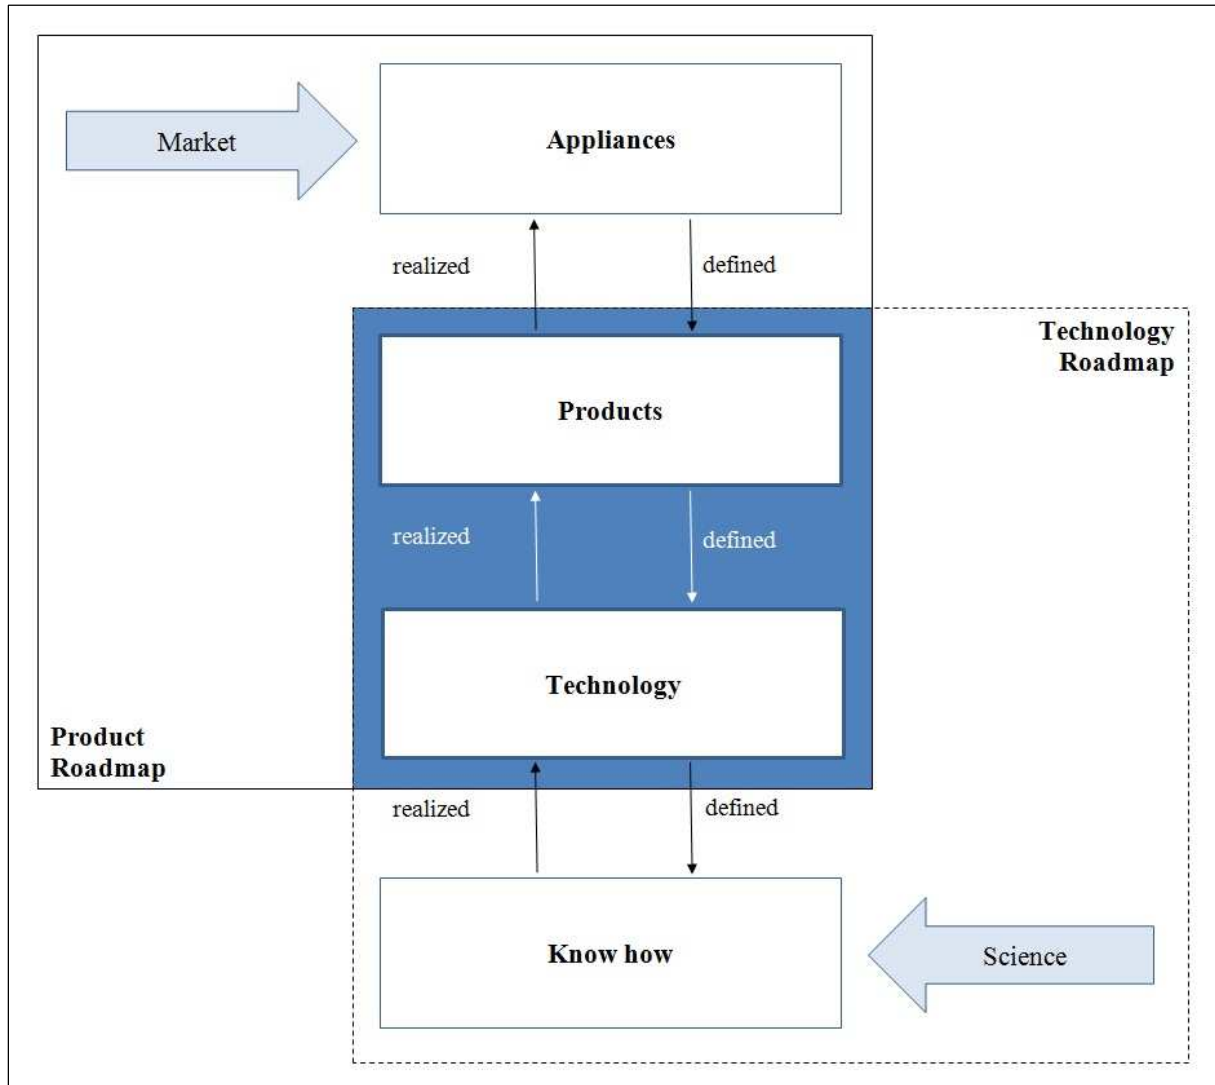 Market
Appliances
realized
defined
Technology
Roadmap
Products
realized
defined
Technology
Product
Roadmap
realized
defined
Know how
Science